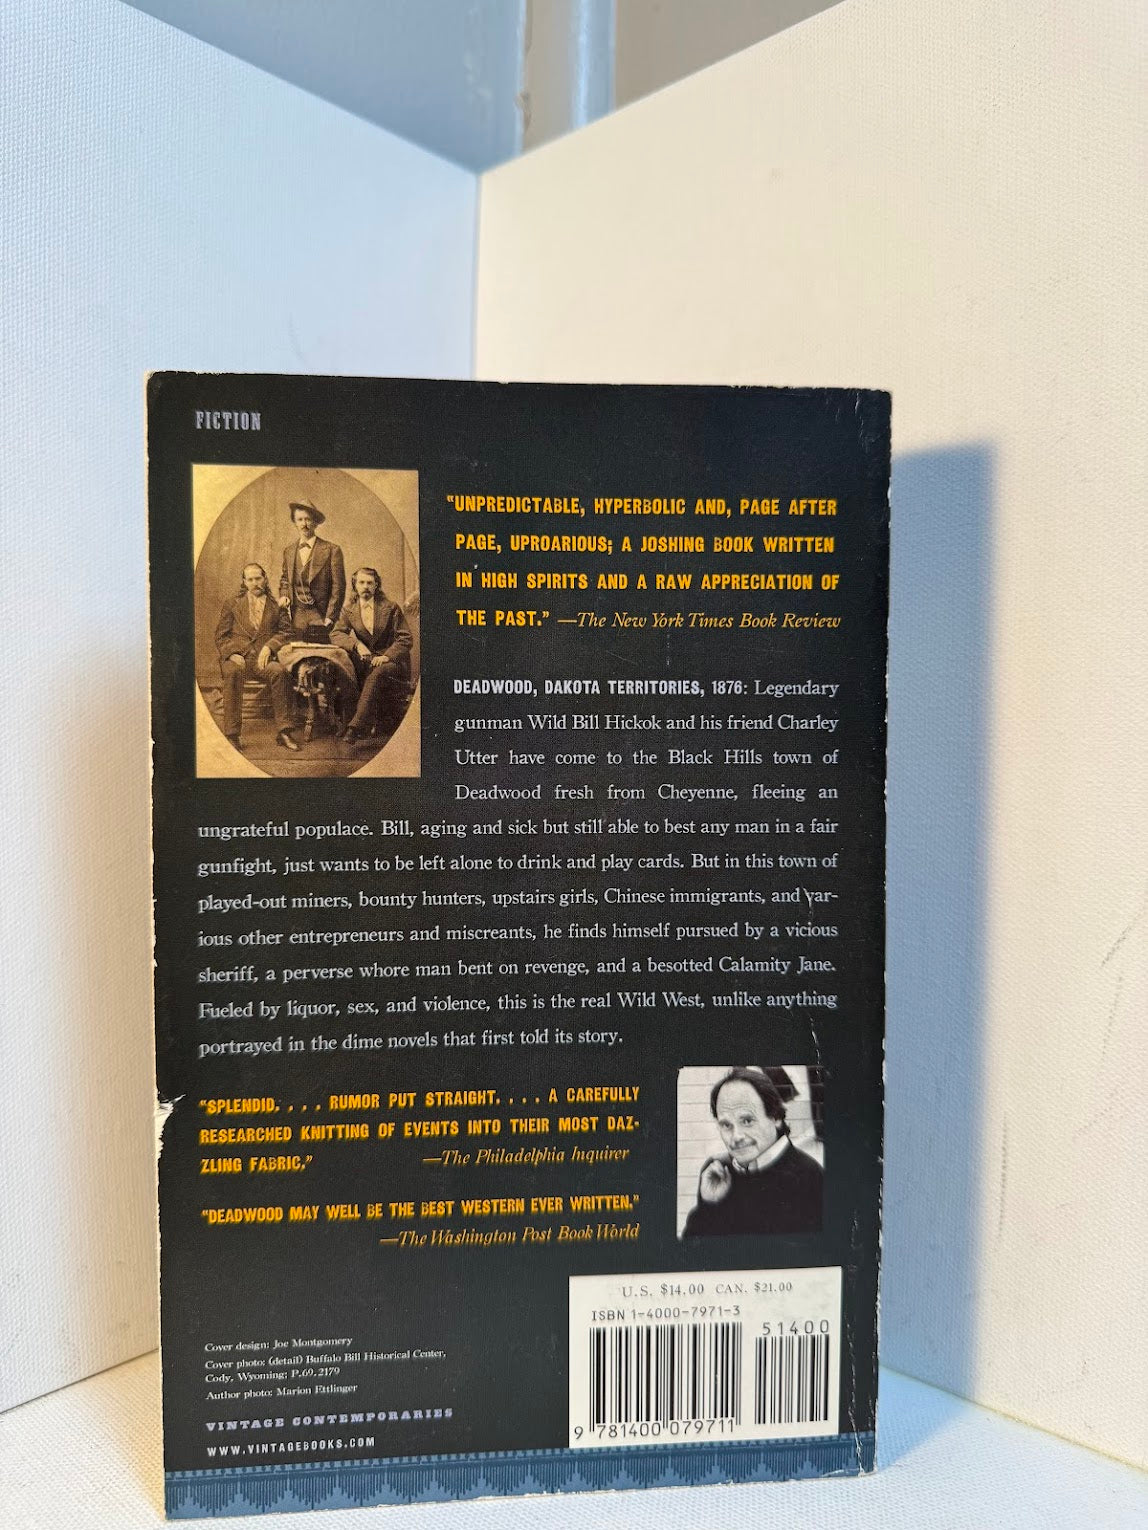 FICTION
"UNPREDICTABLE, HYPERBOLIC AND, PAGE AFTER
PAGE, UPROARIOUS; A JOSHING BOOK WRITTEN
IN HIGH SPIRITS AND A RAW APPRECIATION OF
THE PAST." —The New York Times Book Review
DEADWOOD, DAKOTA TERRITORIES, 1876: Legendary
gunman Wild Bill Hickok and his friend Charley
Utter have come to the Black Hills town of
Deadwood fresh from Cheyenne, fleeing an
ungrateful populace. Bill, aging and sick but still able to best any man in a fair
gunfight, just wants to be left alone to drink and play cards. But in this town of
played-out miners, bounty hunters, upstairs girls, Chinese immigrants, and var-
ious other entrepreneurs and miscreants, he finds himself pursued by a vicious
sheriff, a perverse whore man bent on revenge, and a besotted Calamity Jane.
Fueled by liquor, sex, and violence, this is the real Wild West, unlike anything
portrayed in the dime novels that first told its story.
"SPLENDID. . . . RUMOR PUT STRAIGHT. . . . A CAREFULLY
RESEARCHED KNITTING OF EVENTS INTO THEIR MOST DAZ-
ZLING FABRIC." —The Philadelphia Inquirer
"DEADWOOD MAY WELL BE THE BEST WESTERN EVER WRITTEN."
—The Washington Post Book World
U.S. $14.00 CAN. $21.00
ISBN 1-4000-7971-3
51400
9 781400 079711
Cover design: Joe Montgomery
Cover photo: (detail) Buffalo Bill Historical Center,
Cody, Wyoming; P.69.2179
Author photo: Marion Ettlinger
VINTAGE CONTEMPORARIES
WWW.VINTAGEBOOKS.COM